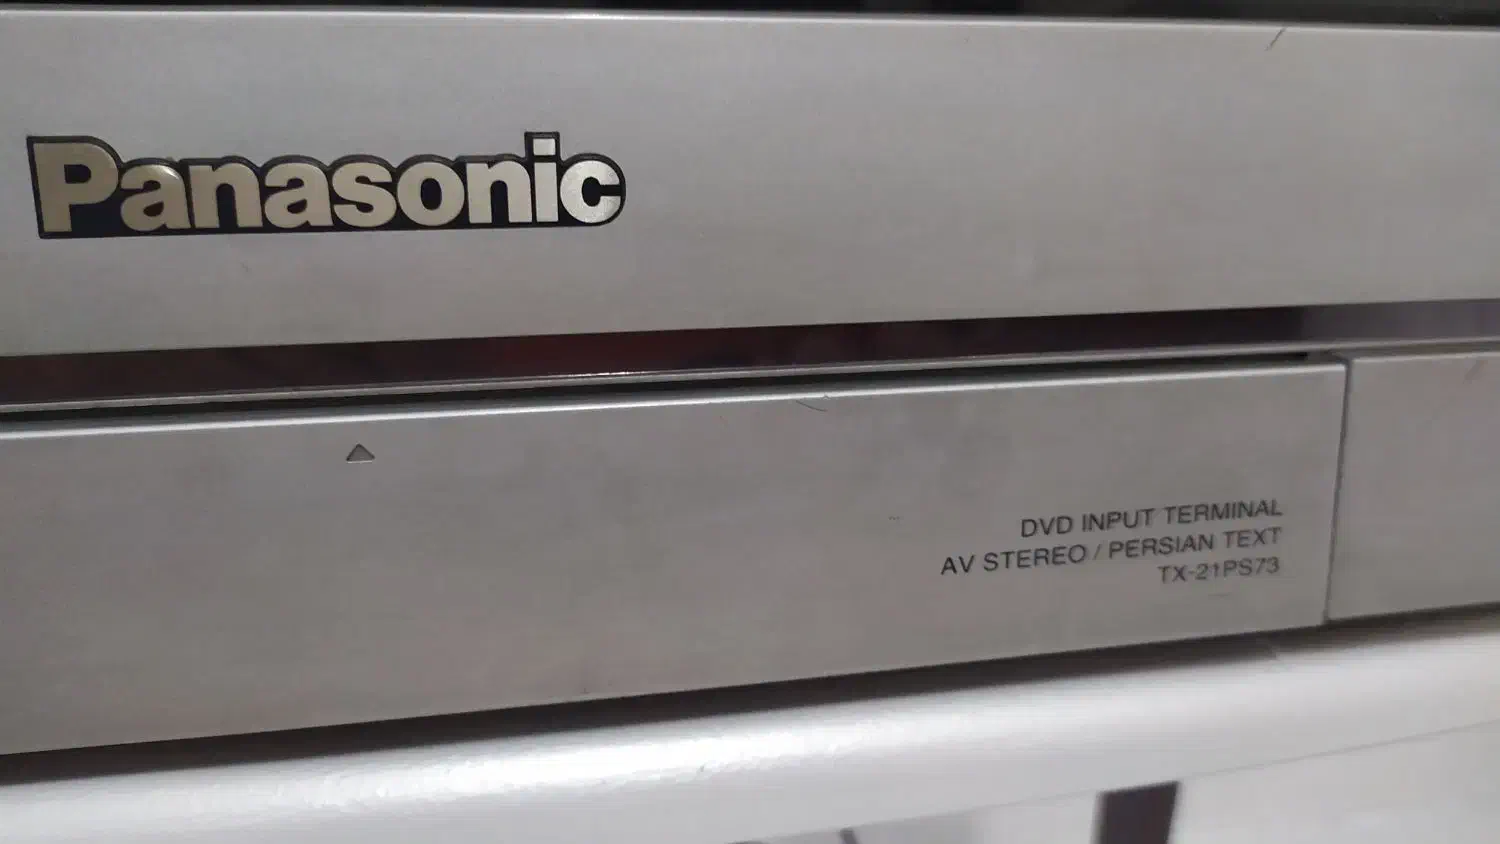 Panasonic
DVD INPUT TERMINAL
AV STEREO / PERSIAN TEXT
TX-21PS73